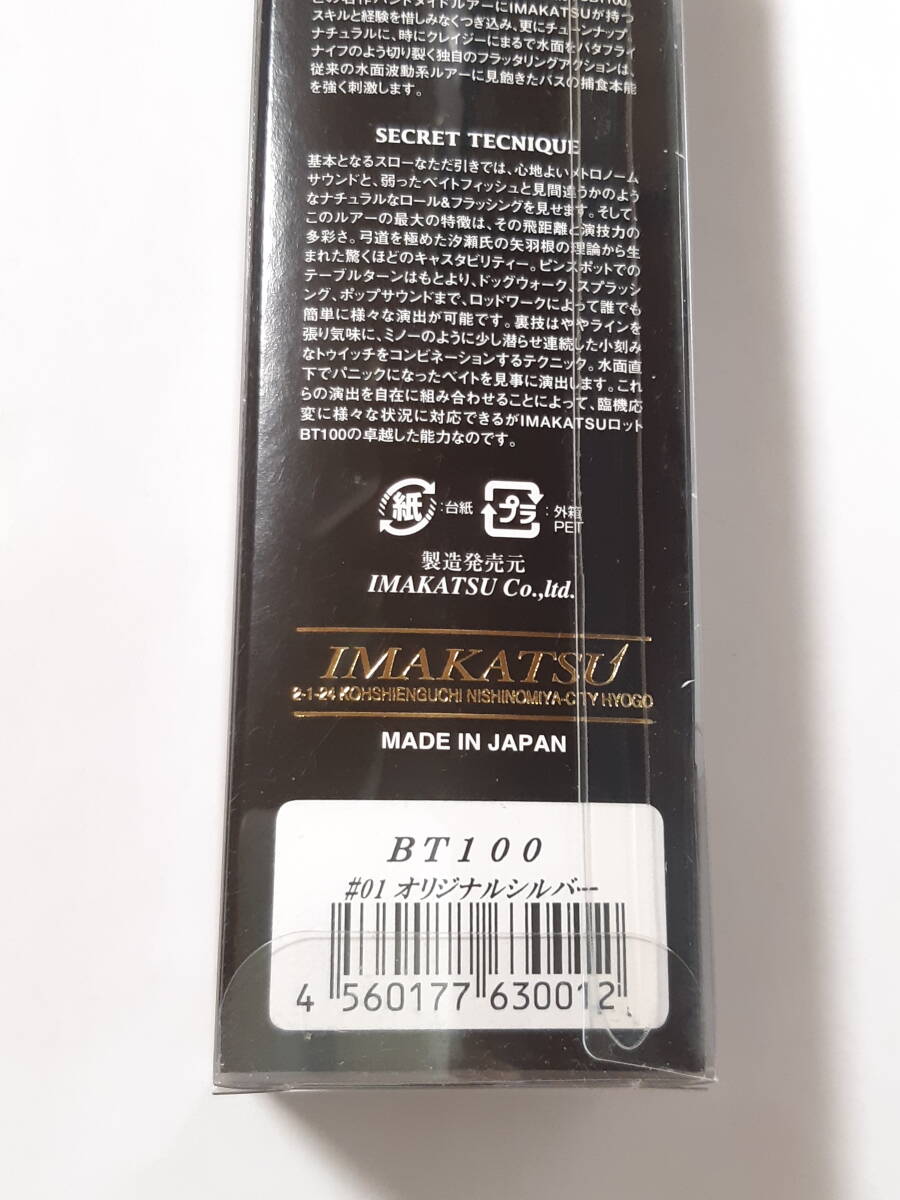 この名作ハンドメイドルアーにIMAKATSUが持つ
スキルと経験を惜しみなくつぎ込み、更にチューンナップ。
ナチュラルに、時にクレイジーにまるで水面をバタフライ
ナイフのよう切り裂く独自のフラッタリングアクションは、
従来の水面波動系ルアーに見飽きたバスの捕食本能
を強く刺激します。
SECRET TECNIQUE
基本となるスローなただ引きでは、心地よいメトロノーム
サウンドと、弱ったベイトフィッシュと見間違うかのよう
なナチュラルなロール&フラッシングを見せます。そして、
このルアーの最大の特徴は、その飛距離と演技力の
多彩さ。弓道を極めた汐瀬氏の矢羽根の理論から生
まれた驚くほどのキャスタビリティー。ピンスポットでの
テーブルターンはもとより、ドッグウォーク、スプラッシ
ング、ポップサウンドまで、ロッドワークによって誰でも
簡単に様々な演出が可能です。裏技はややラインを
張り気味に、ミノーのように少し潜らせ連続した小刻み
なトゥイッチをコンビネーションするテクニック。水面直
下でパニックになったベイトを見事に演出します。これ
らの演出を自在に組み合わせることによって、臨機応
変に様々な状況に対応できるがIMAKATSUロット
BT100の卓越した能力なのです。
紙 :台紙 プラ :外箱
PET
製造発売元
IMAKATSU Co.,ltd.
IMAKATSU
2-1-24 KOHSHIENGUCHI NISHINOMIYA-CITY HYOGO
MADE IN JAPAN
BT100
#01 オリジナルシルバー
4 560177 630012